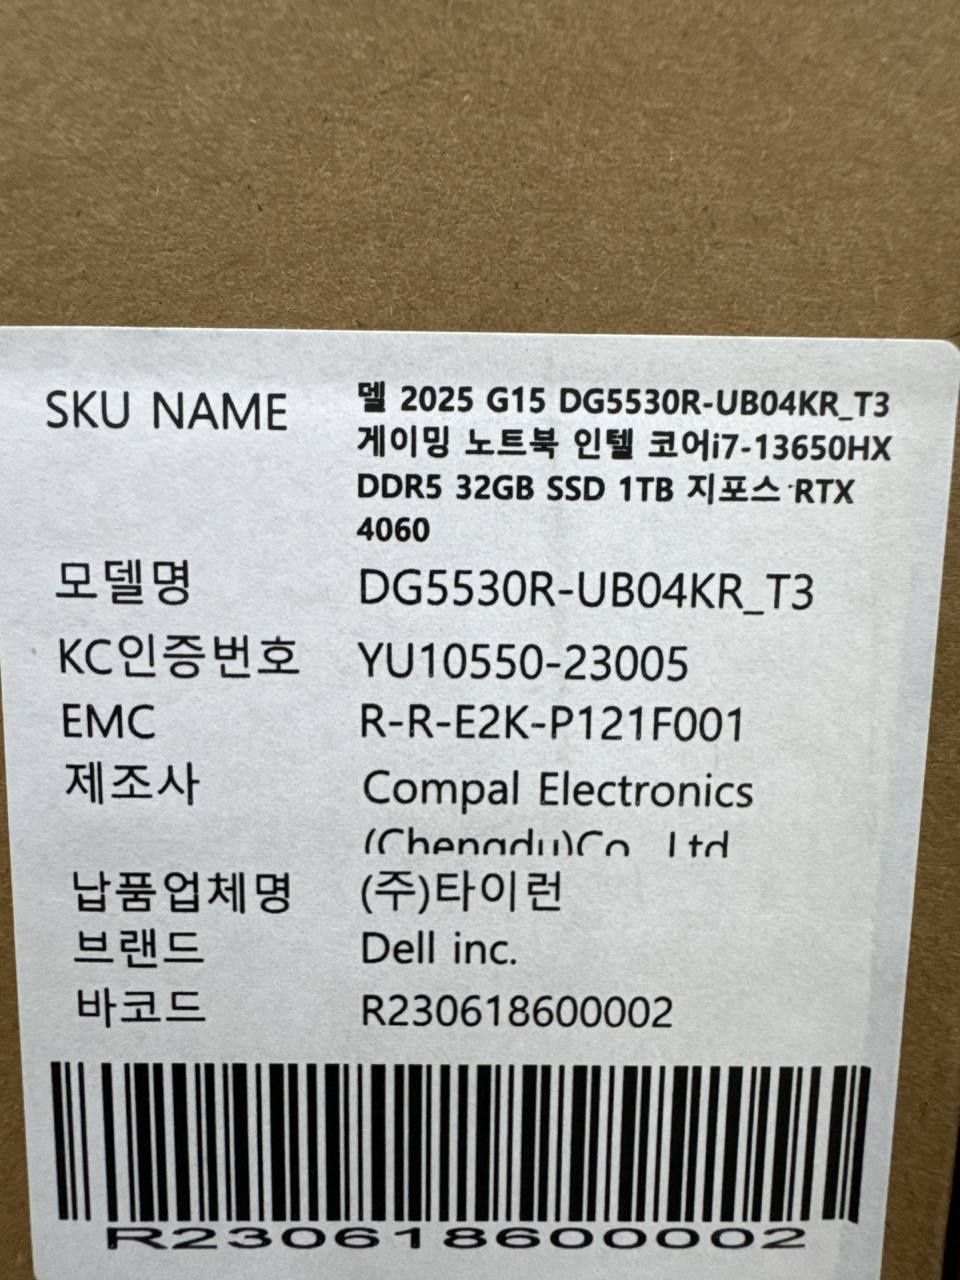 SKU NAME 델 2025 G15 DG5530R-UB04KR_T3
게이밍 노트북 인텔 코어i7-13650HX
DDR5 32GB SSD 1TB 지포스 RTX
4060
모델명 DG5530R-UB04KR_T3
KC인증번호 YU10550-23005
EMC R-R-E2K-P121F001
제조사 Compal Electronics
(Chengdu)Co., Ltd
납품업체명 (주)타이런
브랜드 Dell inc.
바코드 R230618600002
R230618600002